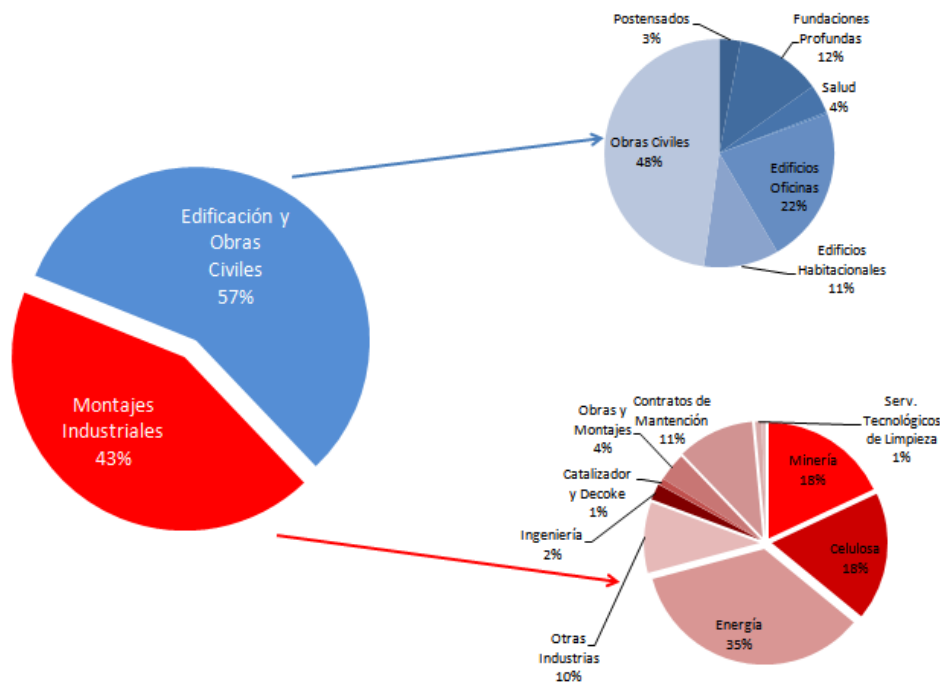 Edificación y
Obras
Civiles
57%
Montajes
Industriales
43%
Postensados
3%
Fundaciones
Profundas
12%
Salud
4%
Edificios
Oficinas
22%
Edificios
Habitacionales
11%
Obras Civiles
48%
Serv.
Tecnológicos
de Limpieza
1%
Minería
18%
Celulosa
18%
Energía
35%
Otras
Industrias
10%
Ingeniería
2%
Catalizador
y Decoke
1%
Obras y
Montajes
4%
Contratos de
Mantención
11%